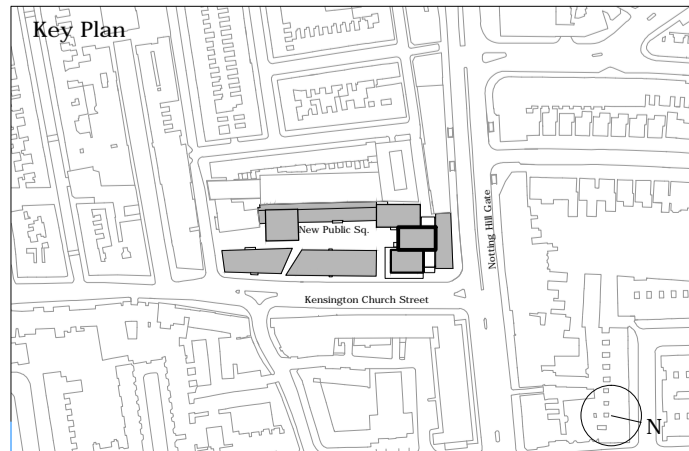 Key Plan
Notting Hill Gate
New Public Sq.
Kensington Church Street
N